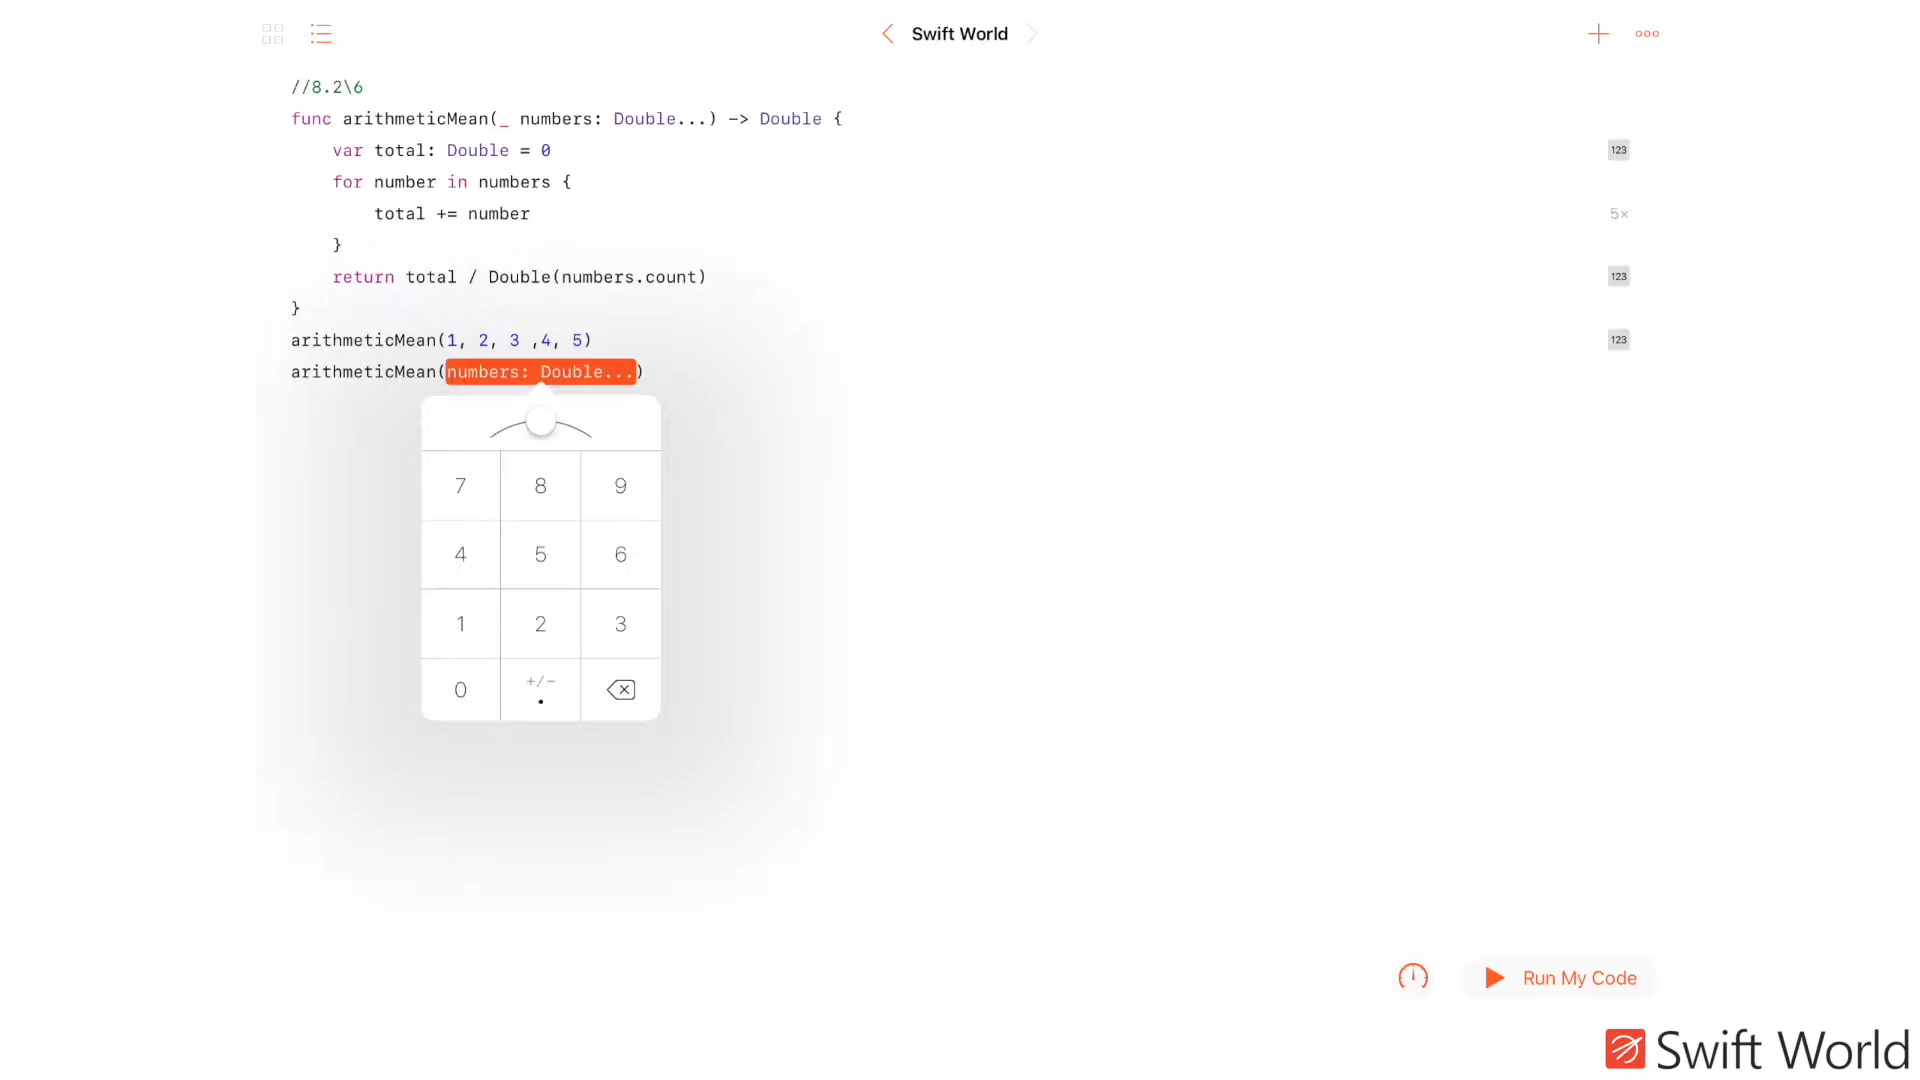 Swift World
//8.2\6
func arithmeticMean(_ numbers: Double...) -> Double {
var total: Double = 0
123
for number in numbers {
total += number
5×
}
return total / Double(numbers.count)
123
}
arithmeticMean(1, 2, 3 ,4, 5)
123
arithmeticMean(numbers: Double...)
7 8 9
4 5 6
1 2 3
0 +/− .
Run My Code
Swift World